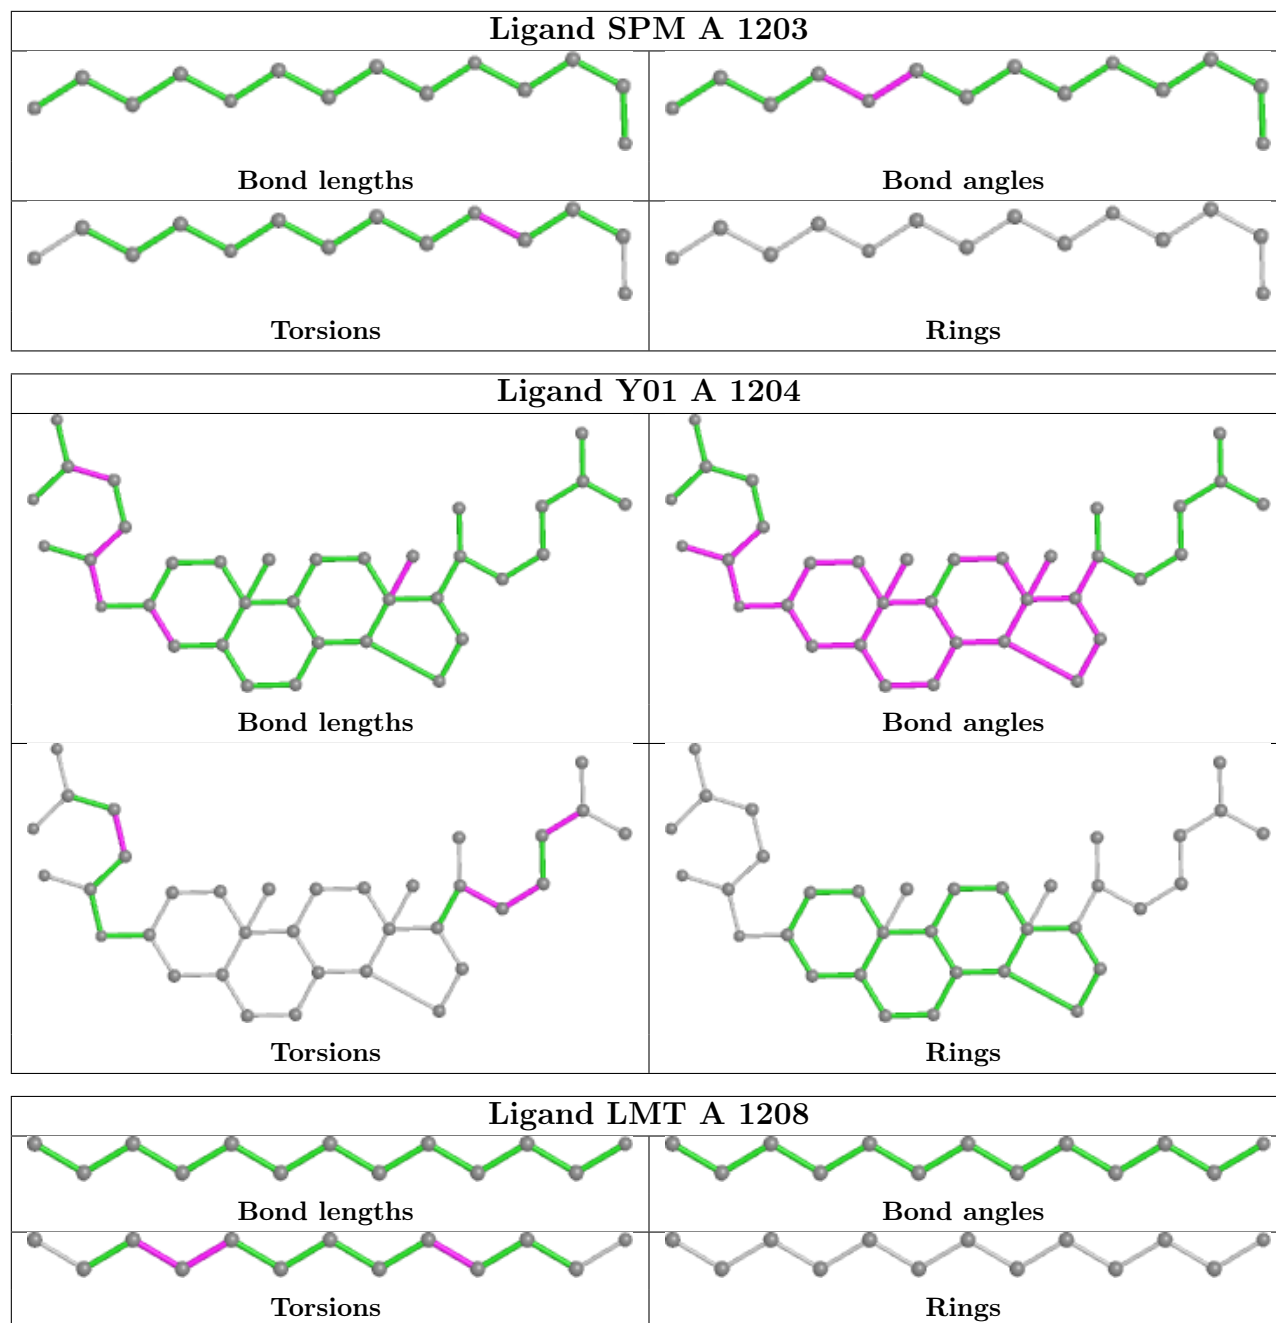 Ligand SPM A 1203
Bond lengths
Bond angles
Torsions
Rings
Ligand Y01 A 1204
Bond lengths
Bond angles
Torsions
Rings
Ligand LMT A 1208
Bond lengths
Bond angles
Torsions
Rings